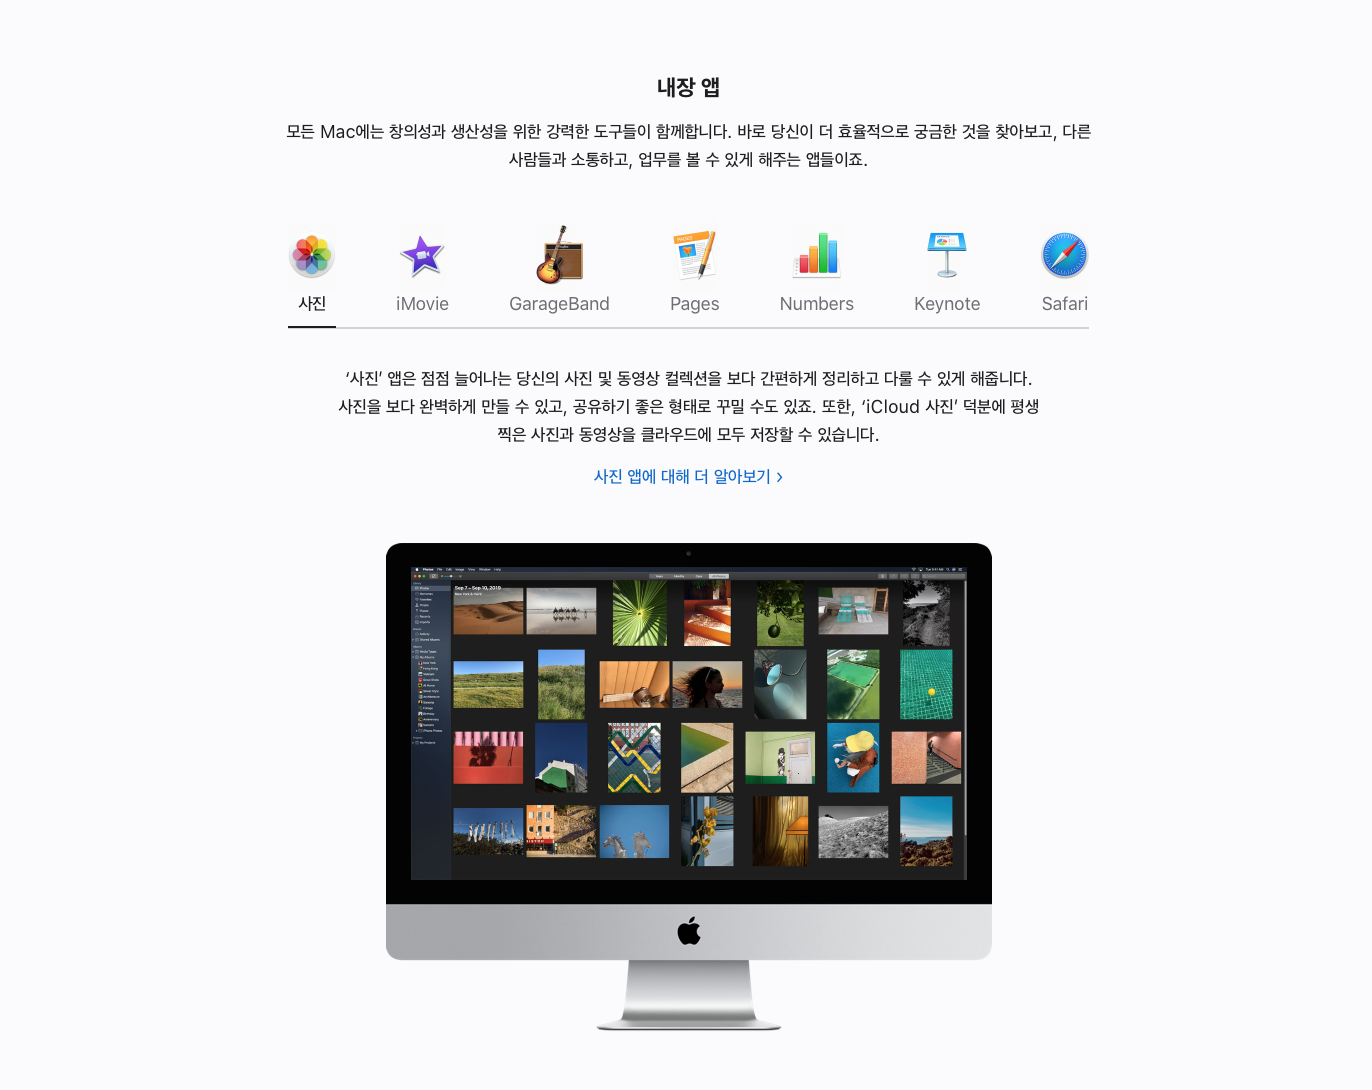 내장 앱
모든 Mac에는 창의성과 생산성을 위한 강력한 도구들이 함께합니다. 바로 당신이 더 효율적으로 궁금한 것을 찾아보고, 다른
사람들과 소통하고, 업무를 볼 수 있게 해주는 앱들이죠.
사진
iMovie
GarageBand
Pages
Numbers
Keynote
Safari
‘사진’ 앱은 점점 늘어나는 당신의 사진 및 동영상 컬렉션을 보다 간편하게 정리하고 다룰 수 있게 해줍니다.
사진을 보다 완벽하게 만들 수 있고, 공유하기 좋은 형태로 꾸밀 수도 있죠. 또한, ‘iCloud 사진’ 덕분에 평생
찍은 사진과 동영상을 클라우드에 모두 저장할 수 있습니다.
사진 앱에 대해 더 알아보기 >
Photos File Edit Image View Window Help
Sep 7 – Sep 10, 2019